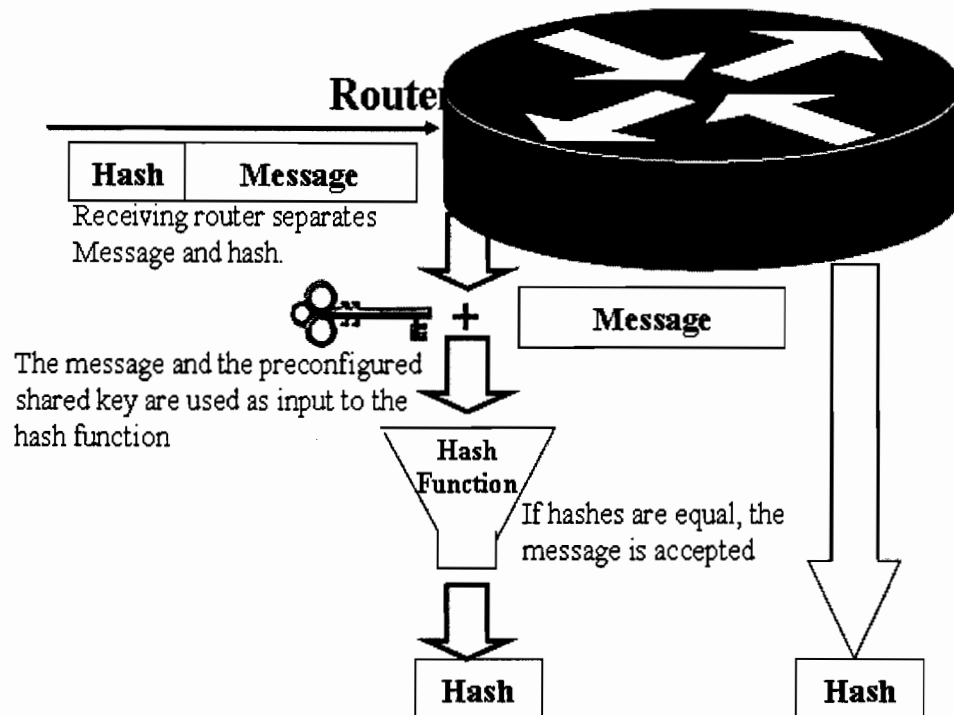 Router
Hash Message
Receiving router separates
Message and hash.
+ Message
The message and the preconfigured
shared key are used as input to the
hash function
Hash
Function
If hashes are equal, the
message is accepted
Hash Hash